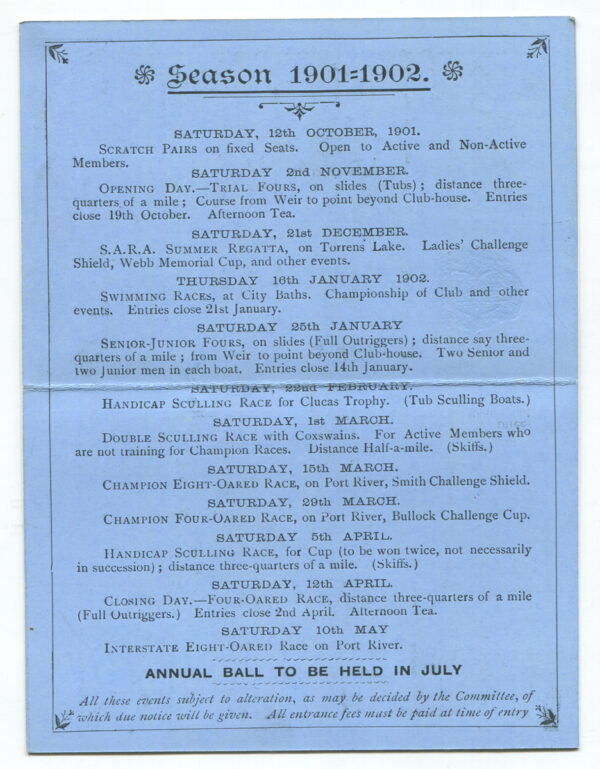 Season 1901=1902.
SATURDAY, 12th OCTOBER, 1901.
SCRATCH PAIRS on fixed Seats. Open to Active and Non-Active
Members.
SATURDAY 2nd NOVEMBER.
OPENING DAY.—TRIAL FOURS, on slides (Tubs); distance three-
quarters of a mile; Course from Weir to point beyond Club-house. Entries
close 19th October. Afternoon Tea.
SATURDAY, 21st DECEMBER.
S.A.R.A. SUMMER REGATTA, on Torrens Lake. Ladies' Challenge
Shield, Webb Memorial Cup, and other events.
THURSDAY 16th JANUARY 1902.
SWIMMING RACES, at City Baths. Championship of Club and other
events. Entries close 21st January.
SATURDAY 25th JANUARY
SENIOR-JUNIOR FOURS, on slides (Full Outriggers); distance say three-
quarters of a mile; from Weir to point beyond Club-house. Two Senior and
two Junior men in each boat. Entries close 14th January.
SATURDAY, 22nd FEBRUARY.
HANDICAP SCULLING RACE for Clucas Trophy. (Tub Sculling Boats.)
SATURDAY, 1st MARCH.
DOUBLE SCULLING RACE with Coxswains. For Active Members who
are not training for Champion Races. Distance Half-a-mile. (Skiffs.)
SATURDAY, 15th MARCH.
CHAMPION EIGHT-OARED RACE, on Port River, Smith Challenge Shield.
SATURDAY, 29th MARCH.
CHAMPION FOUR-OARED RACE, on Port River, Bullock Challenge Cup.
SATURDAY 5th APRIL.
HANDICAP SCULLING RACE, for Cup (to be won twice, not necessarily
in succession); distance three-quarters of a mile. (Skiffs.)
SATURDAY, 12th APRIL.
CLOSING DAY.—FOUR-OARED RACE, distance three-quarters of a mile
(Full Outriggers.) Entries close 2nd April. Afternoon Tea.
SATURDAY 10th MAY
INTERSTATE EIGHT-OARED Race on Port River.
ANNUAL BALL TO BE HELD IN JULY
All these events subject to alteration, as may be decided by the Committee, of
which due notice will be given. All entrance fees must be paid at time of entry